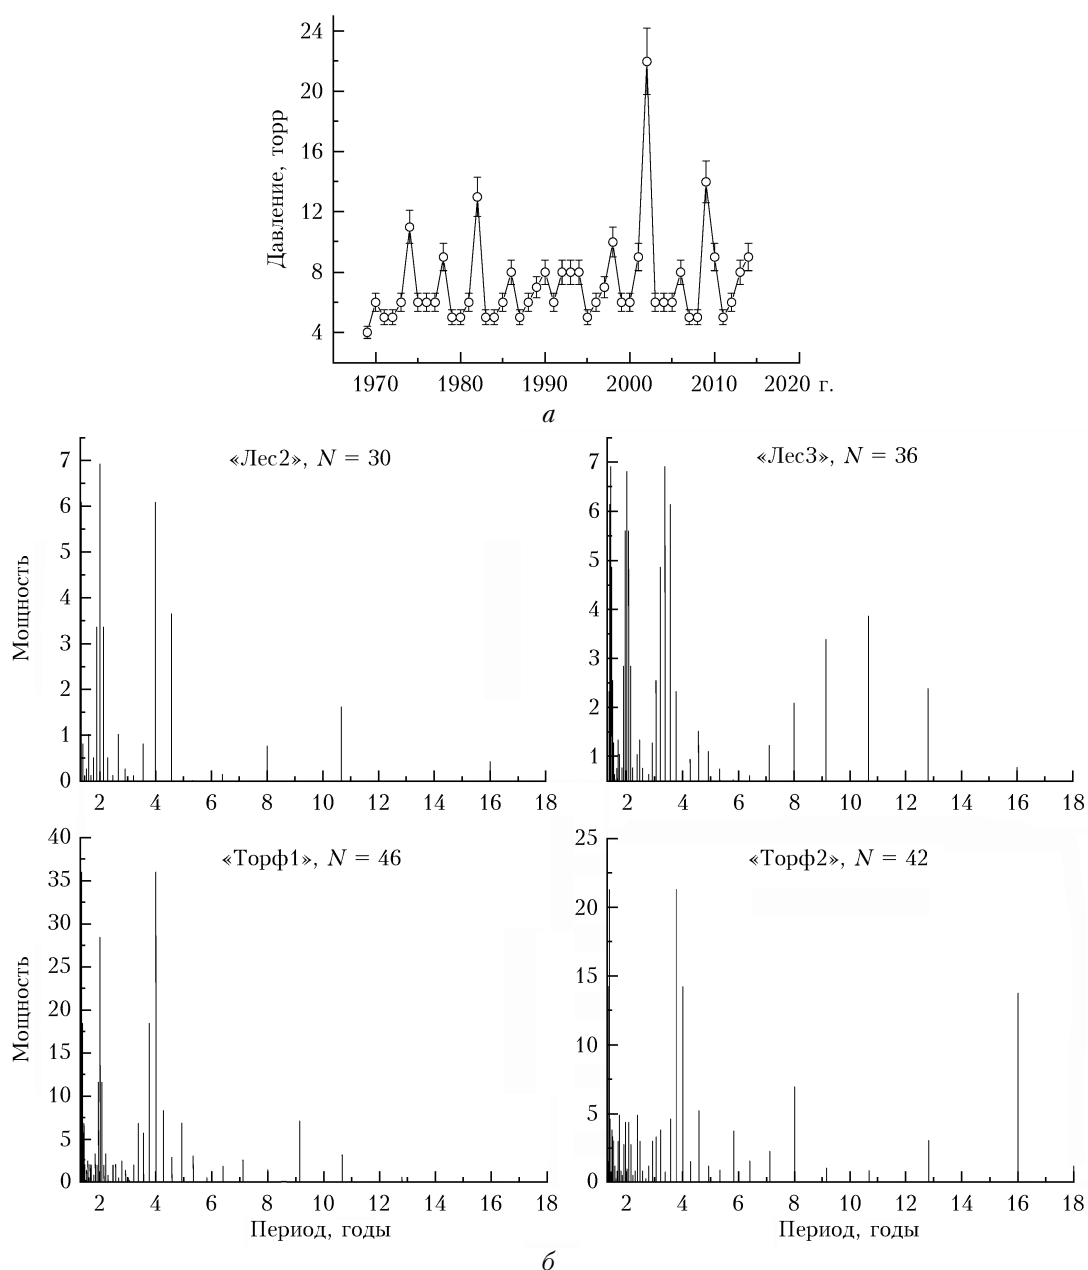 Давление, торр
24
20
16
12
8
4
1970 1980 1990 2000 2010 2020 г.
а
«Лес2», N = 30
Мощность
7
6
5
4
3
2
1
0
2 4 6 8 10 12 14 16 18
«Лес3», N = 36
7
6
5
4
3
2
1
2 4 6 8 10 12 14 16 18
«Торф1», N = 46
Мощность
40
35
30
25
20
15
10
5
0
2 4 6 8 10 12 14 16 18
Период, годы
«Торф2», N = 42
25
20
15
10
5
0
2 4 6 8 10 12 14 16 18
Период, годы
б